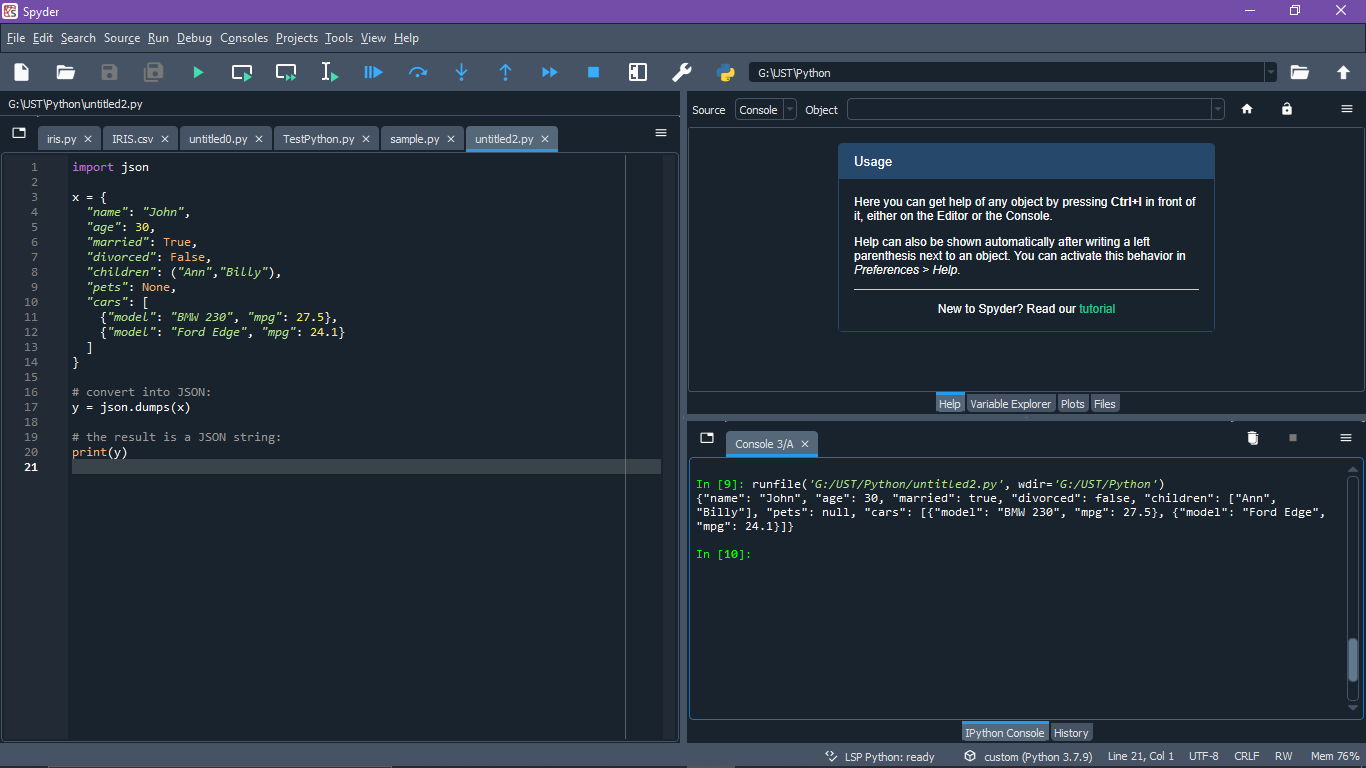 Spyder
File Edit Search Source Run Debug Consoles Projects Tools View Help
G:\UST\Python
G:\UST\Python\untitled2.py
iris.py IRIS.csv untitled0.py TestPython.py sample.py untitled2.py
1 import json
2
3 x = {
4   "name": "John",
5   "age": 30,
6   "married": True,
7   "divorced": False,
8   "children": ("Ann","Billy"),
9   "pets": None,
10   "cars": [
11     {"model": "BMW 230", "mpg": 27.5},
12     {"model": "Ford Edge", "mpg": 24.1}
13   ]
14 }
15
16 # convert into JSON:
17 y = json.dumps(x)
18
19 # the result is a JSON string:
20 print(y)
21
Source Console Object
Usage
Here you can get help of any object by pressing Ctrl+I in front of
it, either on the Editor or the Console.
Help can also be shown automatically after writing a left
parenthesis next to an object. You can activate this behavior in
Preferences > Help.
New to Spyder? Read our tutorial
Help Variable Explorer Plots Files
Console 3/A
In [9]: runfile('G:/UST/Python/untitled2.py', wdir='G:/UST/Python')
{"name": "John", "age": 30, "married": true, "divorced": false, "children": ["Ann",
"Billy"], "pets": null, "cars": [{"model": "BMW 230", "mpg": 27.5}, {"model": "Ford Edge",
"mpg": 24.1}]}
In [10]:
IPython Console History
LSP Python: ready custom (Python 3.7.9) Line 21, Col 1 UTF-8 CRLF RW Mem 76%